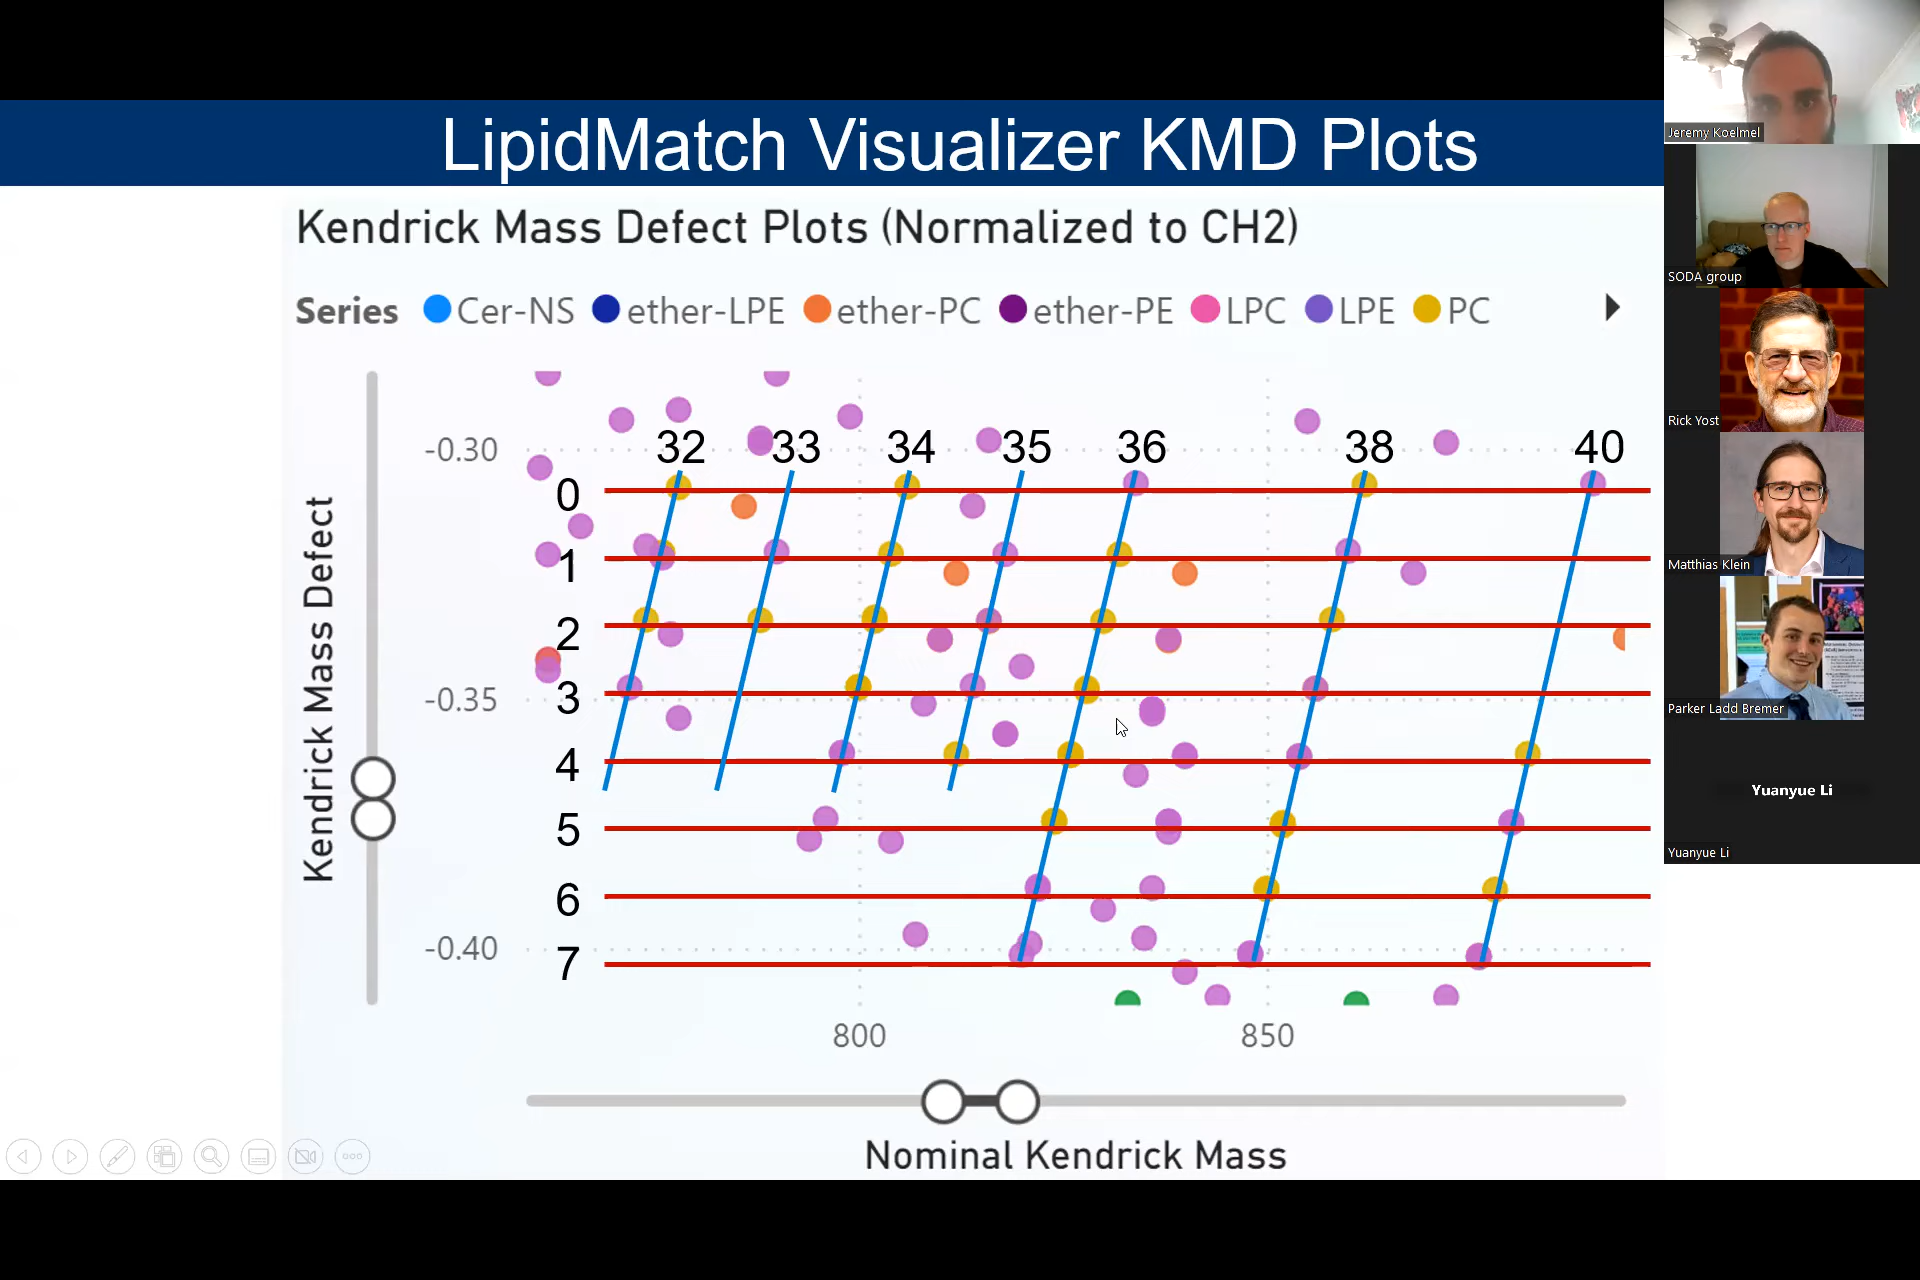 LipidMatch Visualizer KMD Plots
Kendrick Mass Defect Plots (Normalized to CH2)
Series Cer-NS ether-LPE ether-PC ether-PE LPC LPE PC
32 33 34 35 36 38 40
-0.30
0
1
2
-0.35
3
4
5
6
-0.40
7
Kendrick Mass Defect
800 850
Nominal Kendrick Mass
Jeremy Koelmel
SODA group
Rick Yost
Matthias Klein
Parker Ladd Bremer
Yuanyue Li
Yuanyue Li